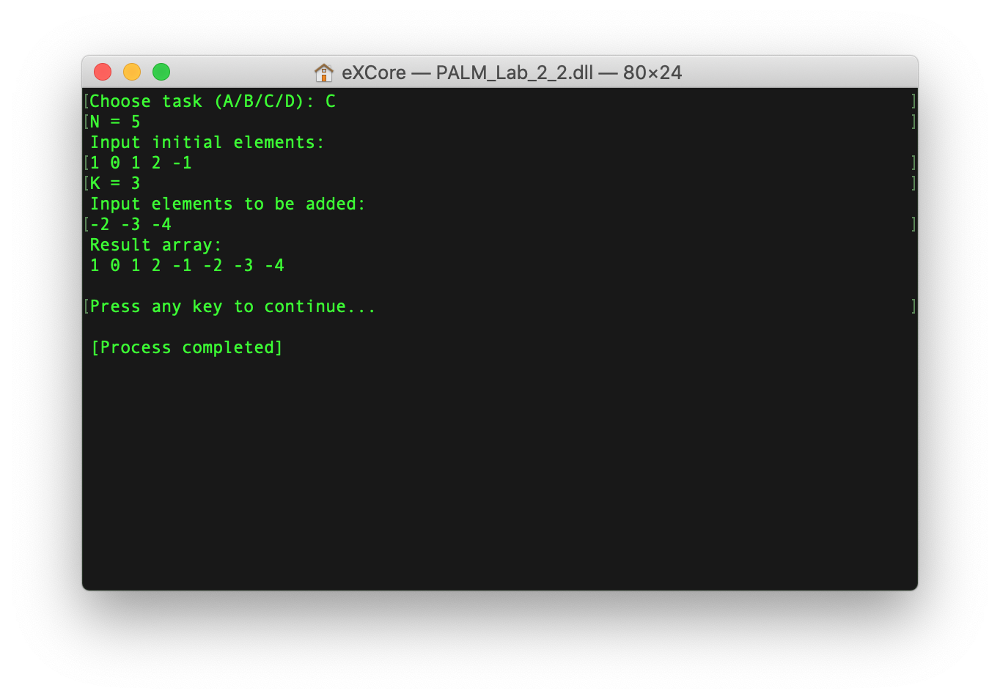 eXCore — PALM_Lab_2_2.dll — 80×24
[Choose task (A/B/C/D): C ]
[N = 5 ]
Input initial elements:
[1 0 1 2 -1 ]
[K = 3 ]
Input elements to be added:
[-2 -3 -4 ]
Result array:
1 0 1 2 -1 -2 -3 -4
[Press any key to continue... ]
[Process completed]